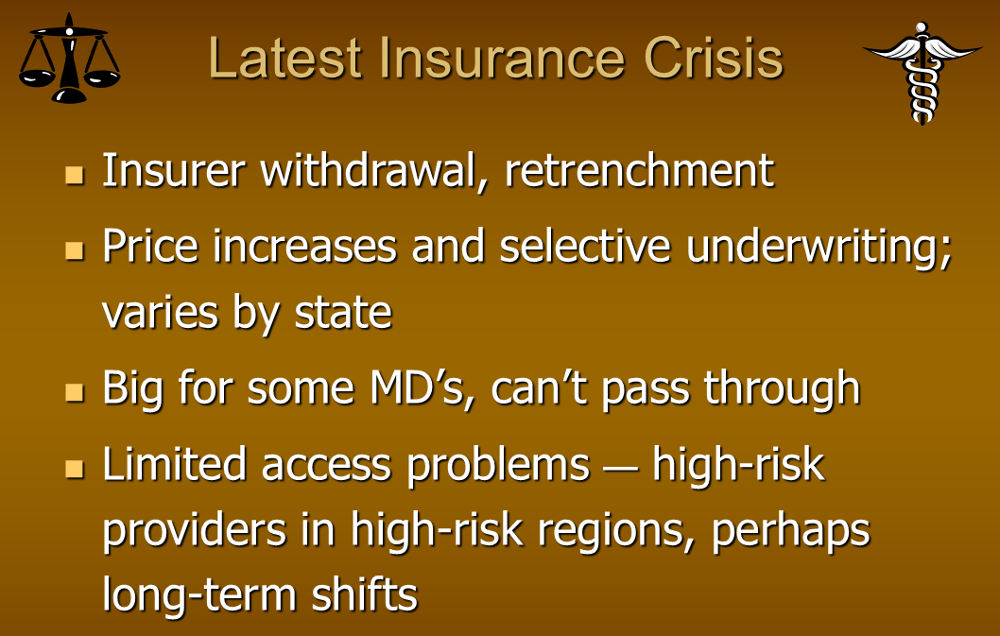 Latest Insurance Crisis
Insurer withdrawal, retrenchment
Price increases and selective underwriting;
varies by state
Big for some MD’s, can’t pass through
Limited access problems — high-risk
providers in high-risk regions, perhaps
long-term shifts